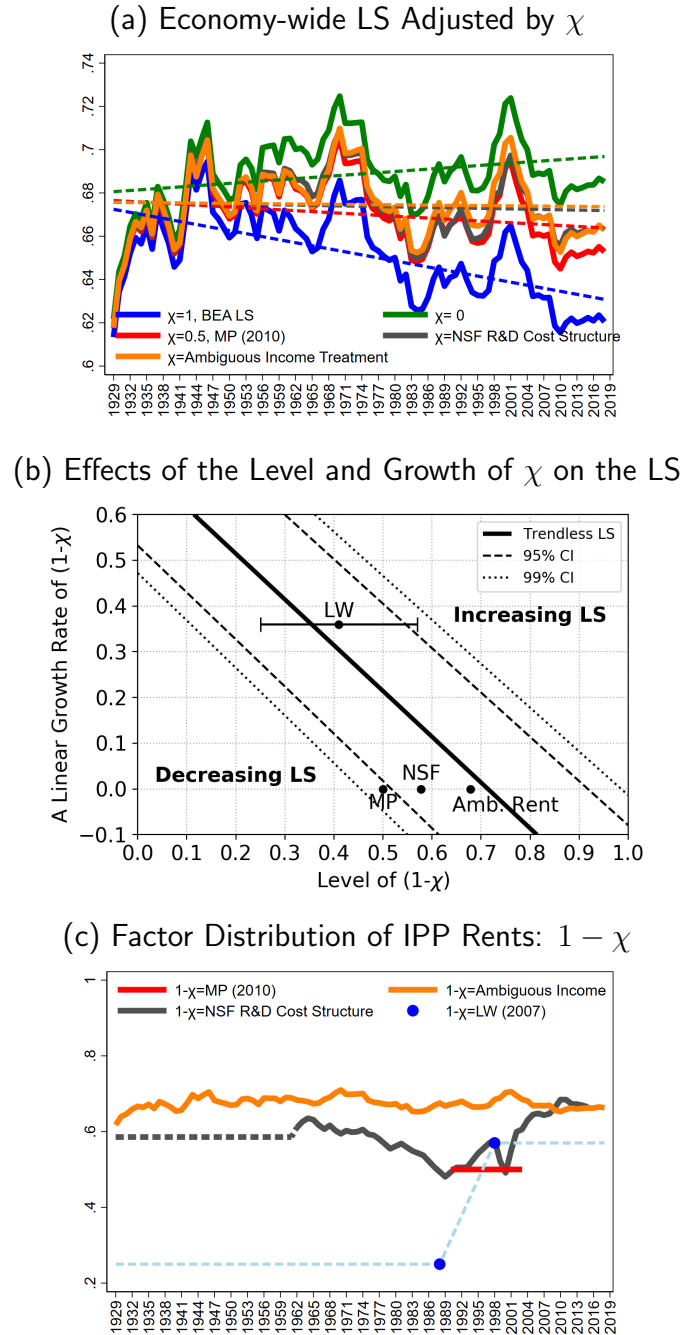 (a) Economy-wide LS Adjusted by χ
.74
.72
.7
.68
.66
.64
.62
.6
χ=1, BEA LS
χ= 0
χ=0.5, MP (2010)
χ=NSF R&D Cost Structure
χ=Ambiguous Income Treatment
1929 1932 1935 1938 1941 1944 1947 1950 1953 1956 1959 1962 1965 1968 1971 1974 1977 1980 1983 1986 1989 1992 1995 1998 2001 2004 2007 2010 2013 2016 2019
(b) Effects of the Level and Growth of χ on the LS
A Linear Growth Rate of (1-χ)
0.6
0.5
0.4
0.3
0.2
0.1
0.0
−0.1
Trendless LS
95% CI
99% CI
LW
Increasing LS
Decreasing LS
NSF
MP
Amb. Rent
0.0 0.1 0.2 0.3 0.4 0.5 0.6 0.7 0.8 0.9 1.0
Level of (1-χ)
(c) Factor Distribution of IPP Rents: 1 − χ
1
.8
.6
.4
.2
1-χ=MP (2010)
1-χ=Ambiguous Income
1-χ=NSF R&D Cost Structure
1-χ=LW (2007)
1929 1932 1935 1938 1941 1944 1947 1950 1953 1956 1959 1962 1965 1968 1971 1974 1977 1980 1983 1986 1989 1992 1995 1998 2001 2004 2007 2010 2013 2016 2019